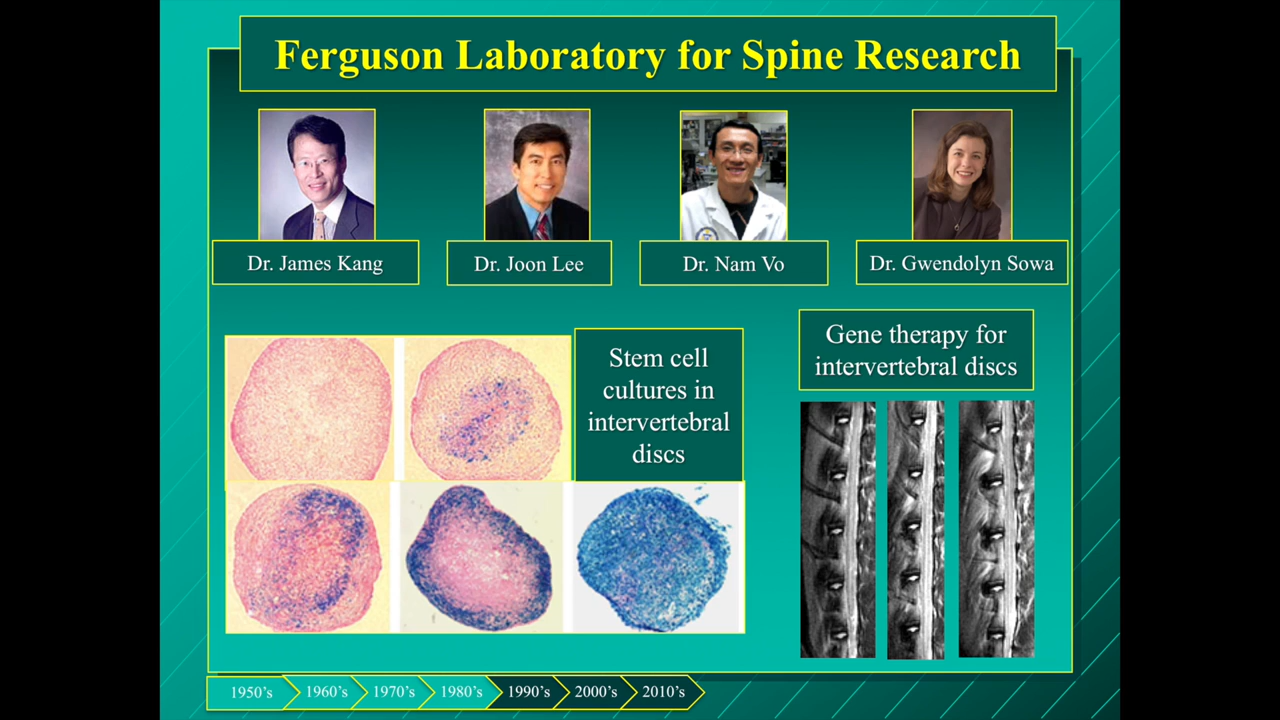 Ferguson Laboratory for Spine Research
Dr. James Kang
Dr. Joon Lee
Dr. Nam Vo
Dr. Gwendolyn Sowa
Stem cell
cultures in
intervertebral
discs
Gene therapy for
intervertebral discs
1950’s
1960’s
1970’s
1980’s
1990’s
2000’s
2010’s